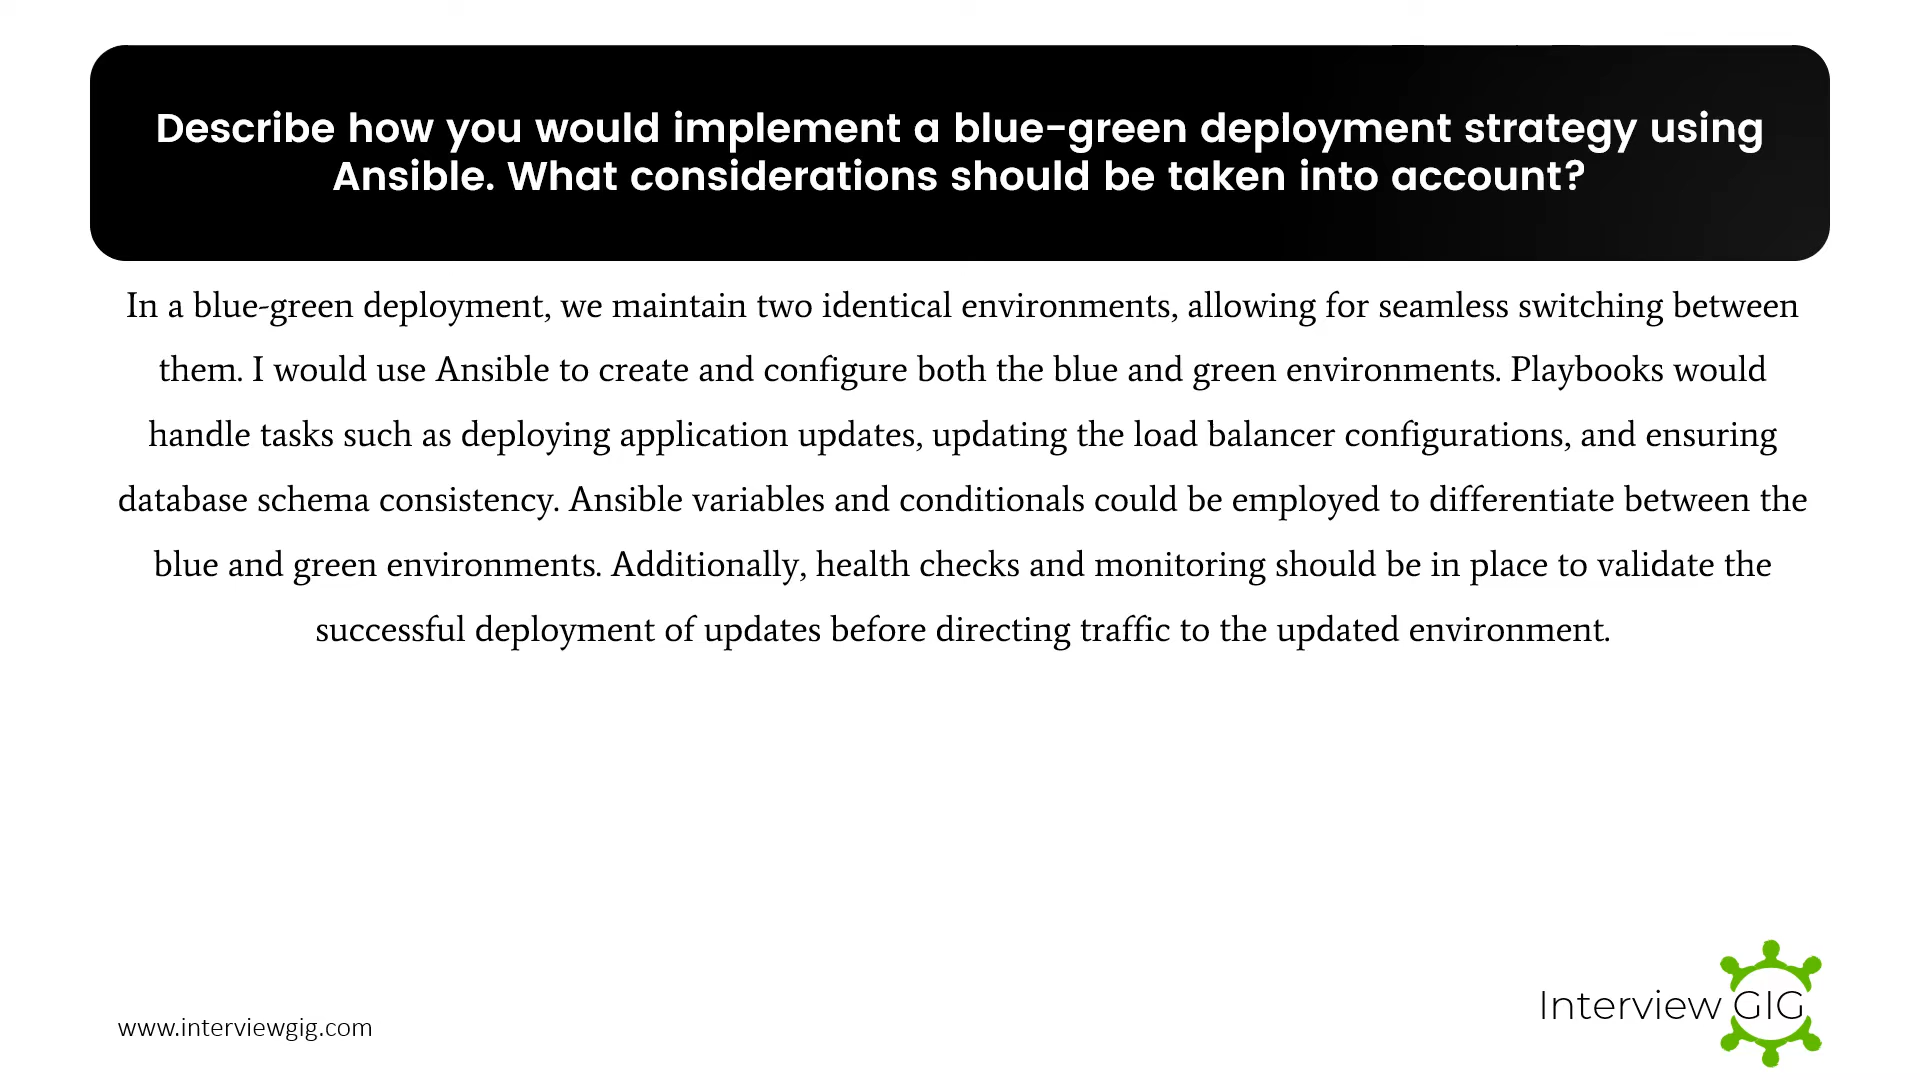 Describe how you would implement a blue-green deployment strategy using
Ansible. What considerations should be taken into account?
In a blue-green deployment, we maintain two identical environments, allowing for seamless switching between
them. I would use Ansible to create and configure both the blue and green environments. Playbooks would
handle tasks such as deploying application updates, updating the load balancer configurations, and ensuring
database schema consistency. Ansible variables and conditionals could be employed to differentiate between the
blue and green environments. Additionally, health checks and monitoring should be in place to validate the
successful deployment of updates before directing traffic to the updated environment.
www.interviewgig.com
Interview GIG